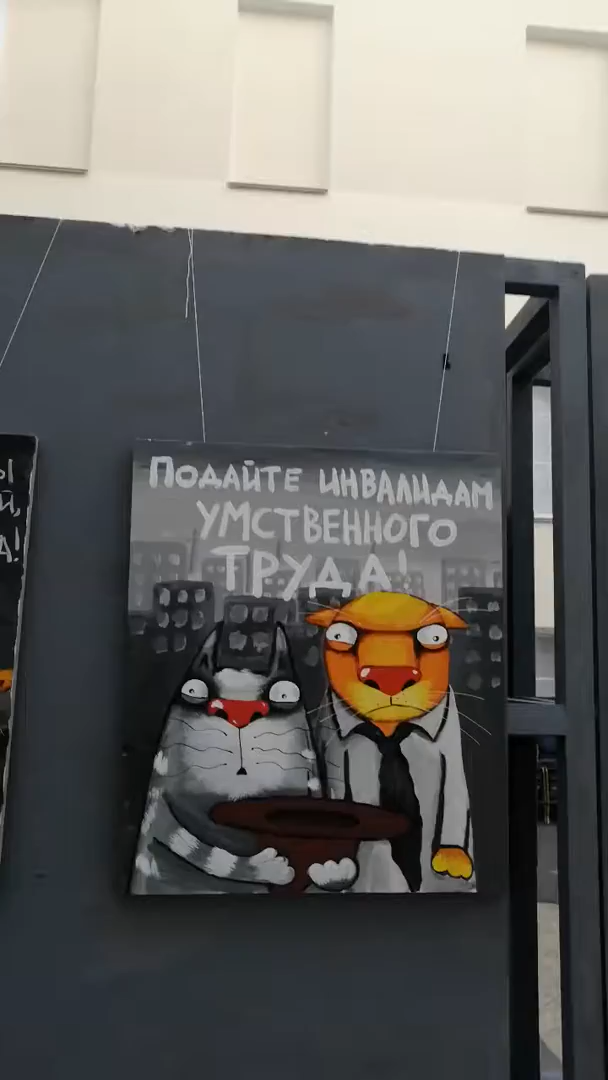 Подайте инвалидам
умственного
труда!
Ы
Й,
А!